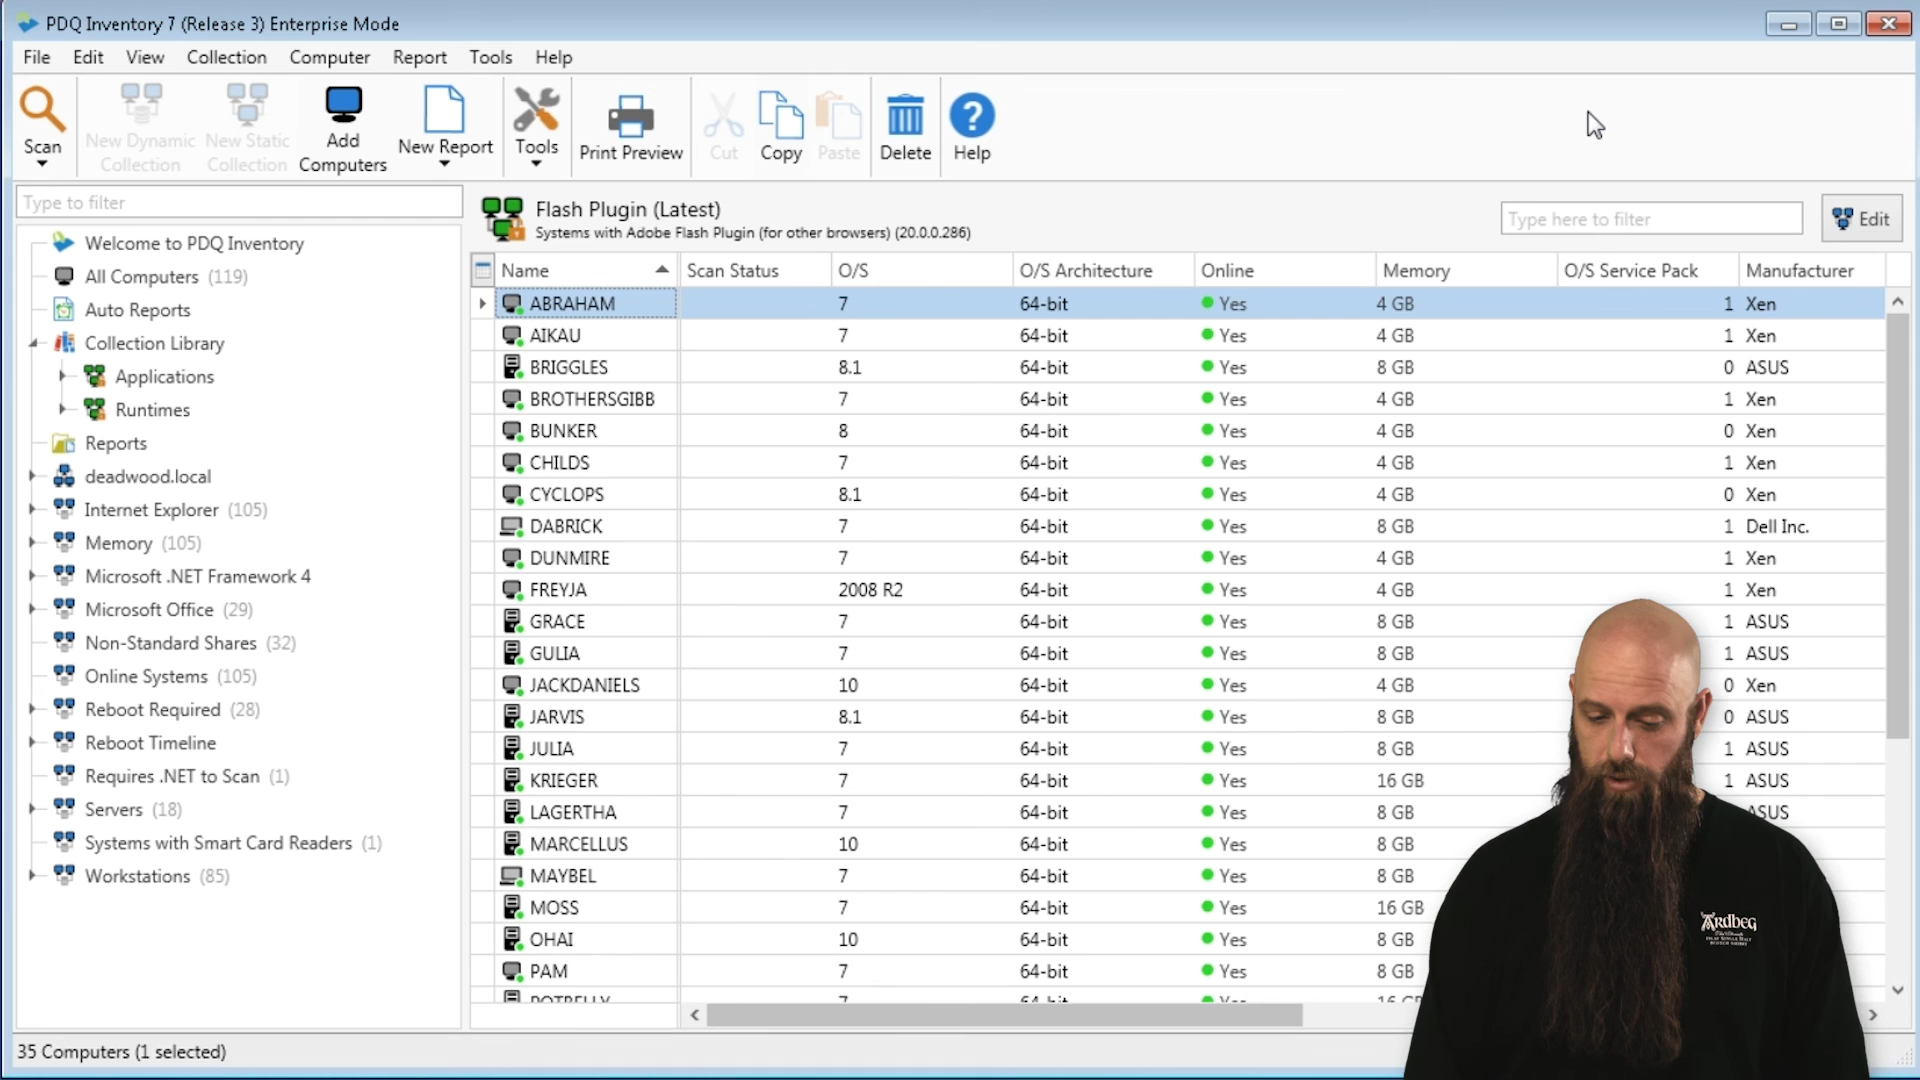 PDQ Inventory 7 (Release 3) Enterprise Mode
File Edit View Collection Computer Report Tools Help
Scan
New Dynamic Collection
New Static Collection
Add Computers
New Report
Tools
Print Preview
Cut
Copy
Paste
Delete
Help
Type to filter
Welcome to PDQ Inventory
All Computers (119)
Auto Reports
Collection Library
Applications
Runtimes
Reports
deadwood.local
Internet Explorer (105)
Memory (105)
Microsoft .NET Framework 4
Microsoft Office (29)
Non-Standard Shares (32)
Online Systems (105)
Reboot Required (28)
Reboot Timeline
Requires .NET to Scan (1)
Servers (18)
Systems with Smart Card Readers (1)
Workstations (85)
Flash Plugin (Latest)
Systems with Adobe Flash Plugin (for other browsers) (20.0.0.286)
Type here to filter
Edit
Name Scan Status O/S O/S Architecture Online Memory O/S Service Pack Manufacturer
ABRAHAM 7 64-bit Yes 4 GB 1 Xen
AIKAU 7 64-bit Yes 4 GB 1 Xen
BRIGGLES 8.1 64-bit Yes 8 GB 0 ASUS
BROTHERSGIBB 7 64-bit Yes 4 GB 1 Xen
BUNKER 8 64-bit Yes 4 GB 0 Xen
CHILDS 7 64-bit Yes 4 GB 1 Xen
CYCLOPS 8.1 64-bit Yes 4 GB 0 Xen
DABRICK 7 64-bit Yes 8 GB 1 Dell Inc.
DUNMIRE 7 64-bit Yes 4 GB 1 Xen
FREYJA 2008 R2 64-bit Yes 4 GB 1 Xen
GRACE 7 64-bit Yes 8 GB 1 ASUS
GULIA 7 64-bit Yes 8 GB 1 ASUS
JACKDANIELS 10 64-bit Yes 4 GB 0 Xen
JARVIS 8.1 64-bit Yes 8 GB 0 ASUS
JULIA 7 64-bit Yes 8 GB 1 ASUS
KRIEGER 7 64-bit Yes 16 GB 1 ASUS
LAGERTHA 7 64-bit Yes 8 GB ASUS
MARCELLUS 10 64-bit Yes 8 GB
MAYBEL 7 64-bit Yes 8 GB
MOSS 7 64-bit Yes 16 GB
OHAI 10 64-bit Yes 8 GB
PAM 7 64-bit Yes 8 GB
35 Computers (1 selected)
Ardbeg